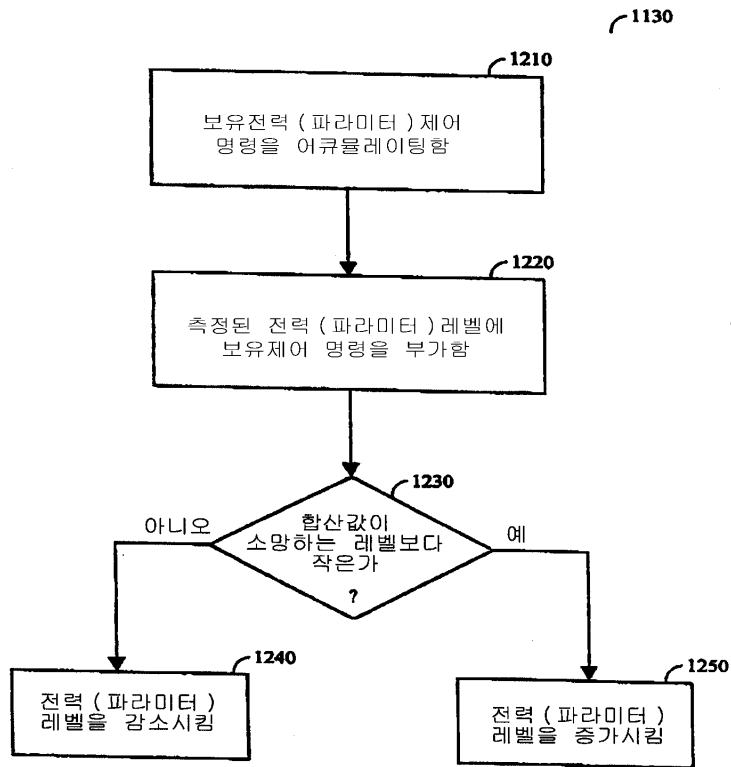 1130
1210
보유전력 (파라미터) 제어
명령을 어큐뮬레이팅함
1220
측정된 전력 (파라미터) 레벨에
보유제어 명령을 부가함
1230
합산값이
소망하는 레벨보다
작은가
?
아니오
예
1240
전력 (파라미터)
레벨을 감소시킴
1250
전력 (파라미터)
레벨을 증가시킴